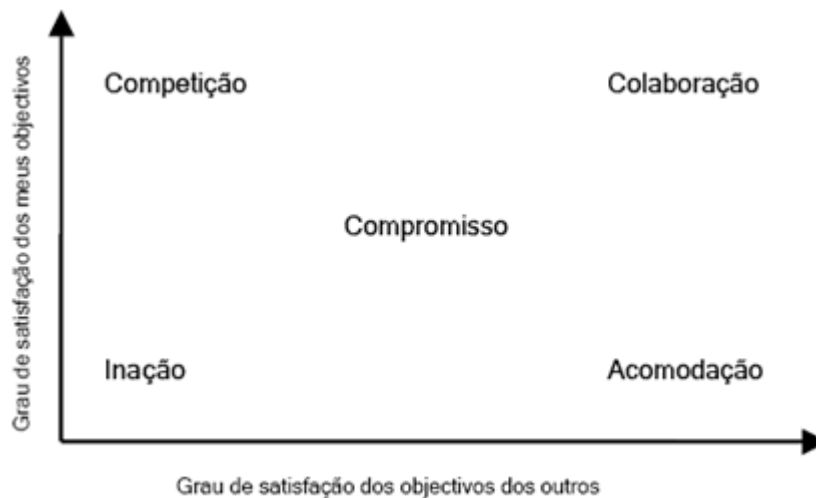 Grau de satisfação dos meus objectivos
Competição
Colaboração
Compromisso
Inação
Acomodação
Grau de satisfação dos objectivos dos outros